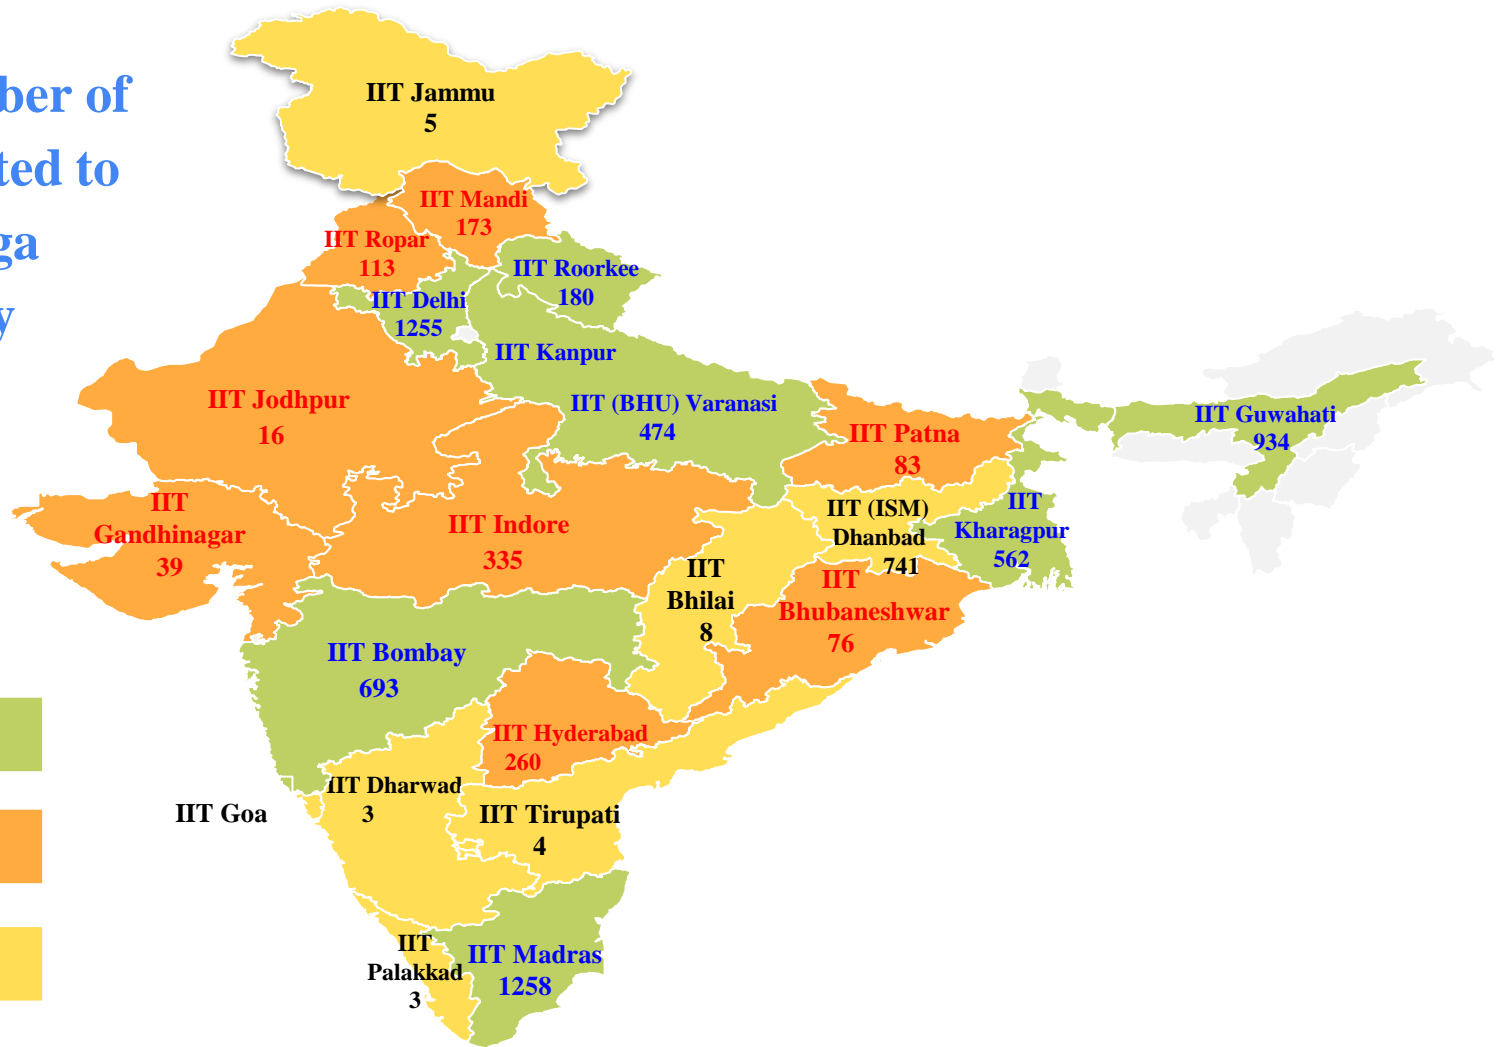 ber of
ted to
ga
y
IIT Jammu
5
IIT Mandi
173
IIT Ropar
113
IIT Roorkee
180
IIT Delhi
1255
IIT Kanpur
IIT Jodhpur
16
IIT (BHU) Varanasi
474
IIT Patna
83
IIT Guwahati
934
IIT
Gandhinagar
39
IIT Indore
335
IIT (ISM)
Dhanbad
741
IIT
Kharagpur
562
IIT
Bhilai
8
IIT
Bhubaneshwar
76
IIT Bombay
693
IIT Hyderabad
260
IIT Dharwad
3
IIT Goa
IIT Tirupati
4
IIT
Palakkad
3
IIT Madras
1258